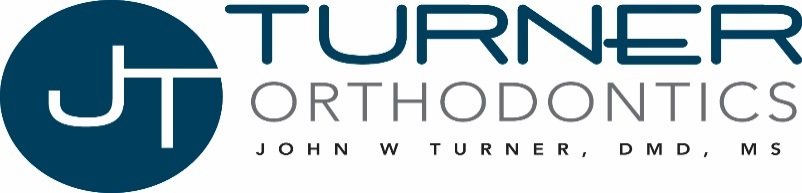 JT
TURNER
ORTHODONTICS
JOHN W TURNER, DMD, MS